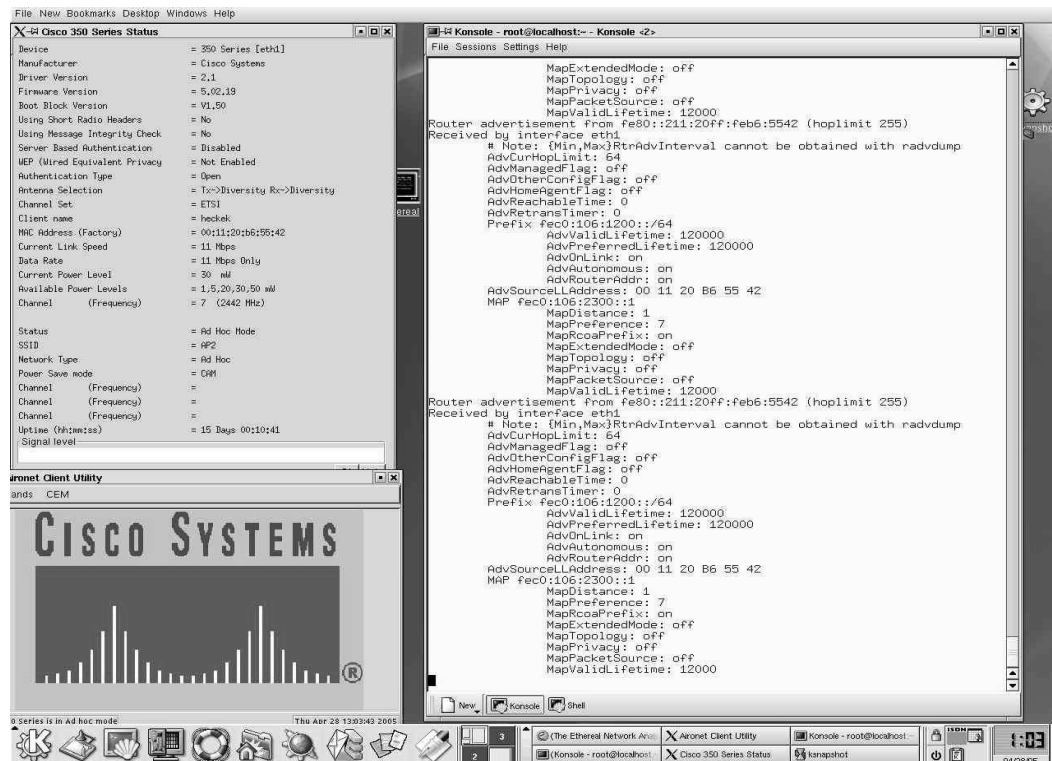 File New Bookmarks Desktop Windows Help
Cisco 350 Series Status
Device = 350 Series [eth1]
Manufacturer = Cisco Systems
Driver Version = 2.1
Firmware Version = 5.02.19
Boot Block Version = V1.50
Using Short Radio Headers = No
Using Message Integrity Check = No
Server Based Authentication = Disabled
WEP (Wired Equivalent Privacy = Not Enabled
Authentication Type = Open
Antenna Selection = Tx->Diversity Rx->Diversity
Channel Set = ETSI
Client name = heckek
MAC Address (Factory) = 00:11:20:b6:55:42
Current Link Speed = 11 Mbps
Data Rate = 11 Mbps Only
Current Power Level = 30 mW
Available Power Levels = 1,5,20,30,50 mW
Channel (Frequency) = 7 (2442 MHz)
Status = Ad Hoc Mode
SSID = AP2
Network Type = Ad Hoc
Power Save mode = CAM
Channel (Frequency) =
Channel (Frequency) =
Channel (Frequency) =
Uptime (hh:mm:ss) = 15 Days 00:10:41
Signal level
ironet Client Utility
ands CEM
CISCO SYSTEMS
®
0 Series is in Ad hoc mode Thu Apr 28 13:03:43 2005
ereal
Konsole - root@localhost:~ - Konsole <2>
File Sessions Settings Help
MapExtendedMode: off
MapTopology: off
MapPrivacy: off
MapPacketSource: off
MapValidLifetime: 12000
Router advertisement from fe80::211:20ff:feb6:5542 (hoplimit 255)
Received by interface eth1
# Note: {Min,Max}RtrAdvInterval cannot be obtained with radvdump
AdvCurHopLimit: 64
AdvManagedFlag: off
AdvOtherConfigFlag: off
AdvHomeAgentFlag: off
AdvReachableTime: 0
AdvRetransTimer: 0
Prefix fec0:106:1200::/64
AdvValidLifetime: 120000
AdvPreferredLifetime: 120000
AdvOnLink: on
AdvAutonomous: on
AdvRouterAddr: on
AdvSourceLLAddress: 00 11 20 B6 55 42
MAP fec0:106:2300::1
MapDistance: 1
MapPreference: 7
MapRcoaPrefix: on
MapExtendedMode: off
MapTopology: off
MapPrivacy: off
MapPacketSource: off
MapValidLifetime: 12000
Router advertisement from fe80::211:20ff:feb6:5542 (hoplimit 255)
Received by interface eth1
# Note: {Min,Max}RtrAdvInterval cannot be obtained with radvdump
AdvCurHopLimit: 64
AdvManagedFlag: off
AdvOtherConfigFlag: off
AdvHomeAgentFlag: off
AdvReachableTime: 0
AdvRetransTimer: 0
Prefix fec0:106:1200::/64
AdvValidLifetime: 120000
AdvPreferredLifetime: 120000
AdvOnLink: on
AdvAutonomous: on
AdvRouterAddr: on
AdvSourceLLAddress: 00 11 20 B6 55 42
MAP fec0:106:2300::1
MapDistance: 1
MapPreference: 7
MapRcoaPrefix: on
MapExtendedMode: off
MapTopology: off
MapPrivacy: off
MapPacketSource: off
MapValidLifetime: 12000
New Konsole Shell
3
2
(The Ethereal Network Ana
Aironet Client Utility
Konsole - root@localhost:~
(Konsole - root@localhost:
Cisco 350 Series Status
ksnapshot
1:03